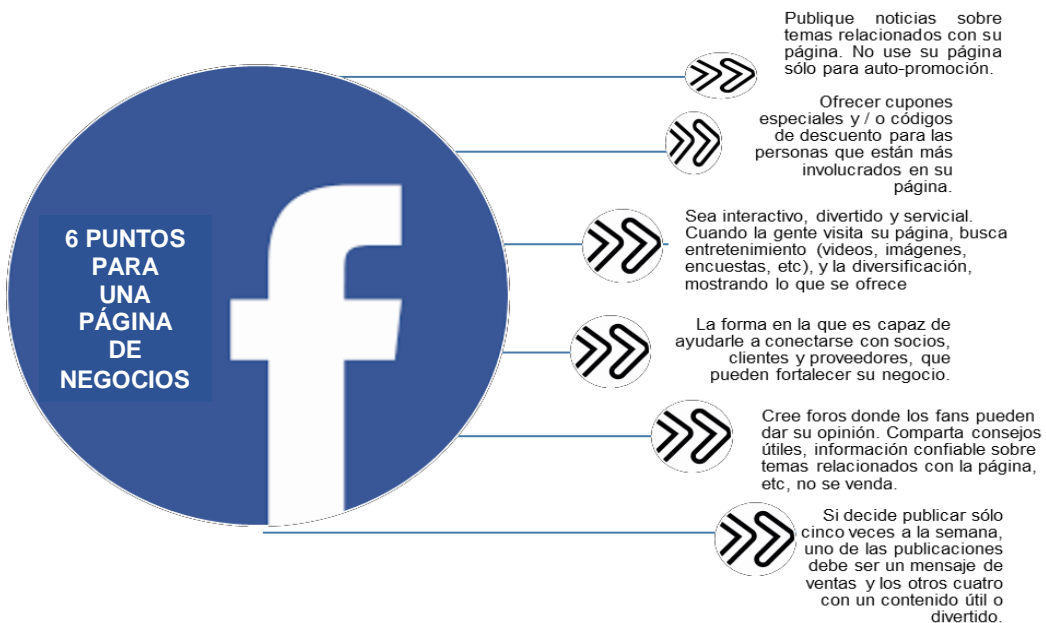 Publique noticias sobre
temas relacionados con su
página. No use su página
sólo para auto-promoción.
Ofrecer cupones
especiales y / o códigos
de descuento para las
personas que están más
involucrados en su
página.
6 PUNTOS
PARA
UNA
PÁGINA
DE
NEGOCIOS
Sea interactivo, divertido y servicial.
Cuando la gente visita su página, busca
entretenimiento (videos, imágenes,
encuestas, etc), y la diversificación,
mostrando lo que se ofrece
La forma en la que es capaz de
ayudarle a conectarse con socios,
clientes y proveedores, que
pueden fortalecer su negocio.
Cree foros donde los fans pueden
dar su opinión. Comparta consejos
útiles, información confiable sobre
temas relacionados con la página,
etc, no se venda.
Si decide publicar sólo
cinco veces a la semana,
uno de las publicaciones
debe ser un mensaje de
ventas y los otros cuatro
con un contenido útil o
divertido.